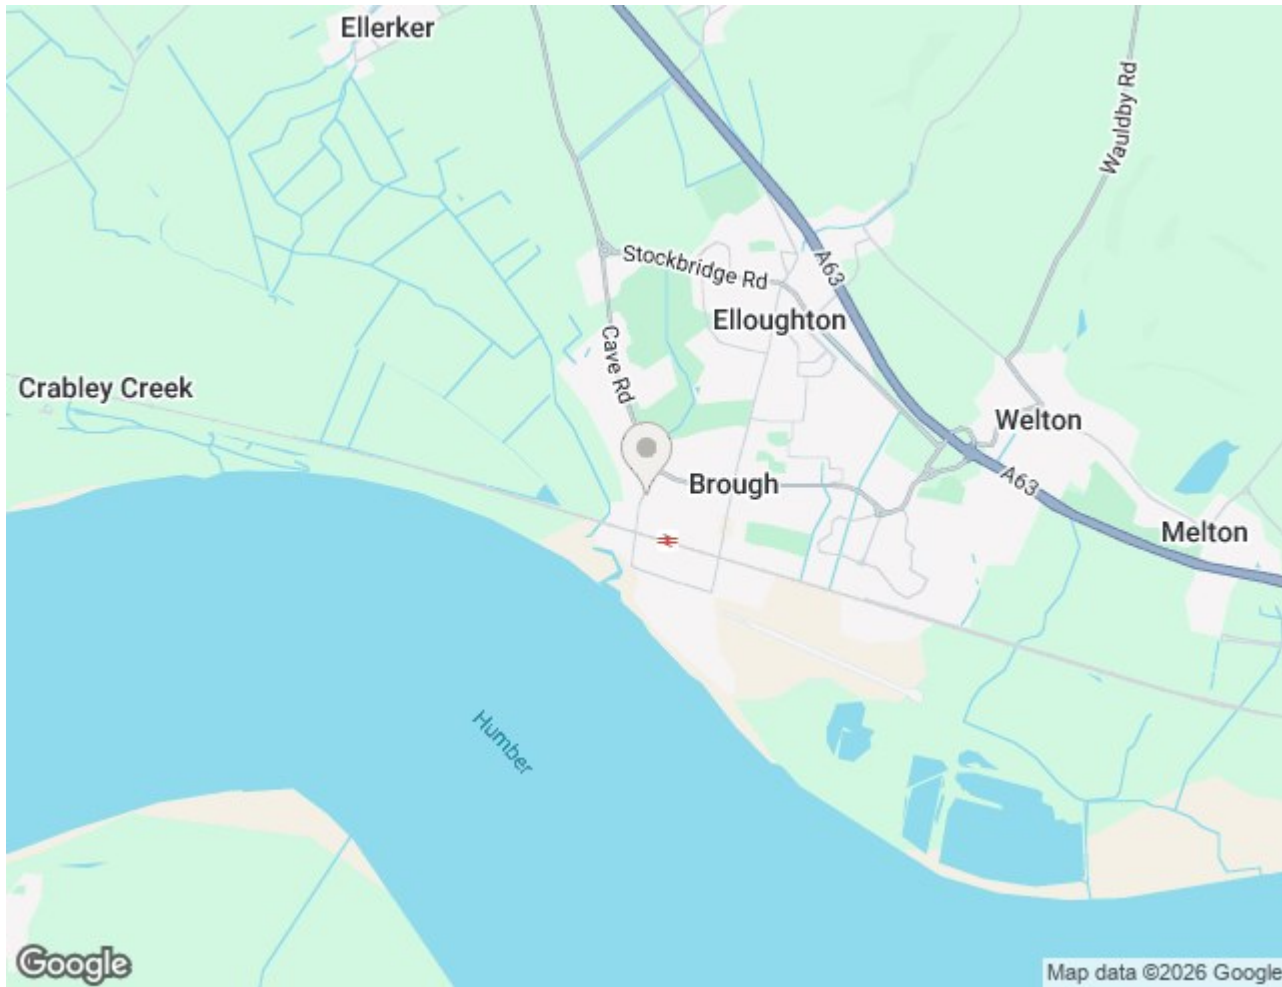 Ellerker
Wauldby Rd
Stockbridge Rd
A63
Elloughton
Cave Rd
Crabley Creek
Welton
Brough
A63
Melton
Humber
Google
Map data ©2026 Google